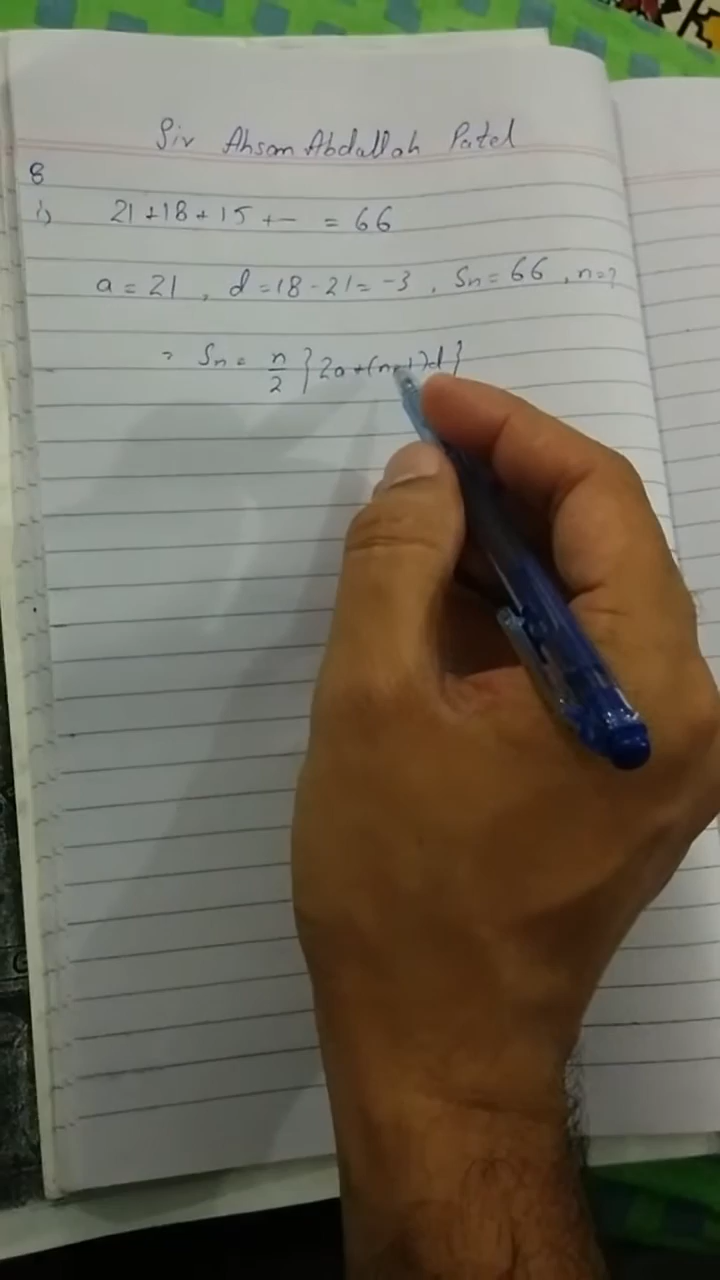 Sir Ahsan Abdallah Patel
8
i) 21 + 18 + 15 + — = 66
a = 21 , d = 18 - 21 = -3 , Sn = 66 , n = ?
= Sn = n/2 {2a + (n-1)d}